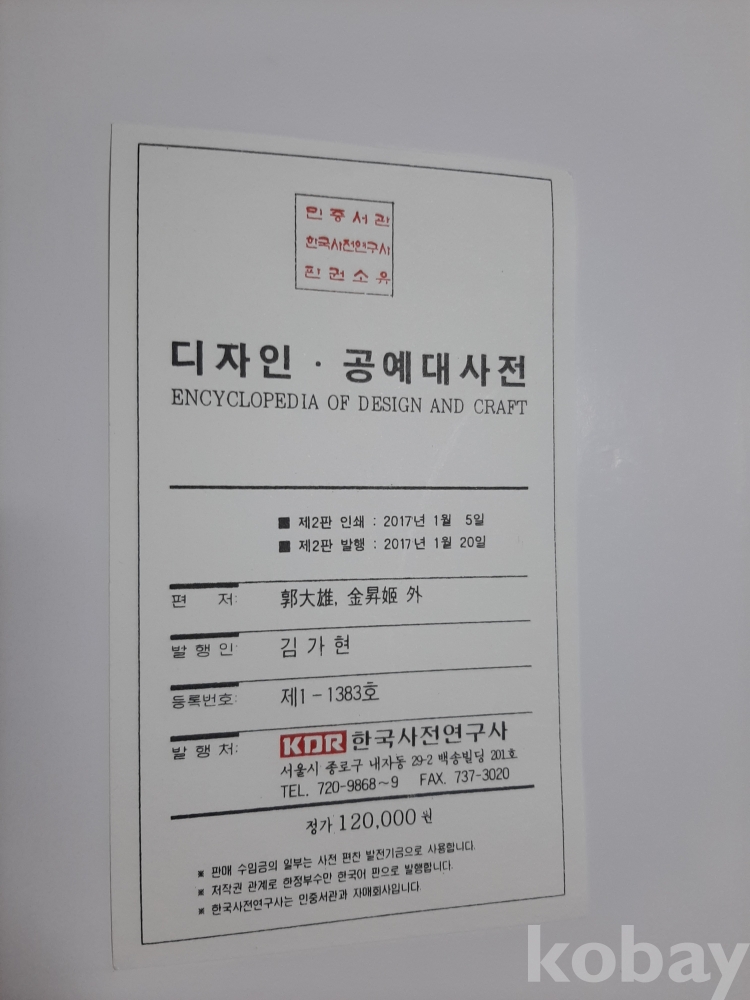 인중서관
한국사전연구사
판권소유
디자인 · 공예대사전
ENCYCLOPEDIA OF DESIGN AND CRAFT
■ 제2판 인쇄 : 2017년 1월 5일
■ 제2판 발행 : 2017년 1월 20일
편 저: 郭大雄, 金昇姬 外
발행인: 김가현
등록번호: 제1-1383호
발행처: KDR 한국사전연구사
서울시 종로구 내자동 29-2 백송빌딩 201호
TEL. 720-9868~9 FAX. 737-3020
정가 120,000원
※ 판매 수입금의 일부는 사전 편찬 발전기금으로 사용합니다.
※ 저작권 관계로 한정부수만 한국어 판으로 발행합니다.
※ 한국사전연구사는 인중서관과 자매회사입니다.
kobay